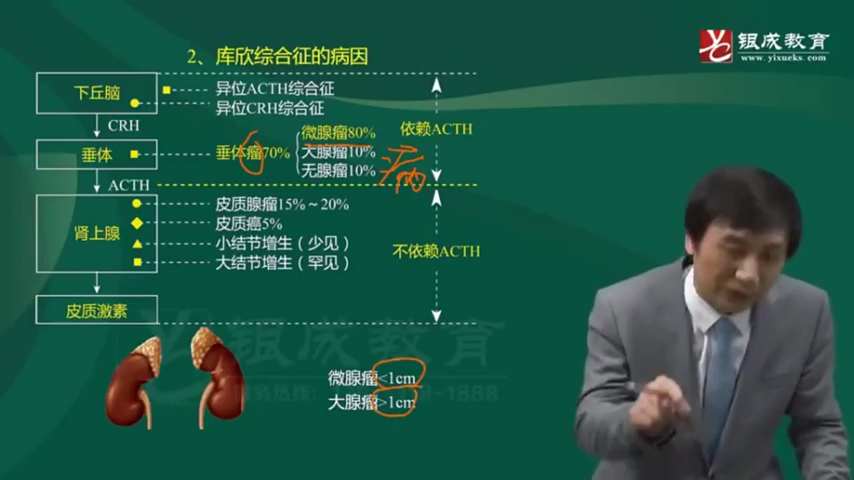 2、库欣综合征的病因
银成教育
www.yixueks.com
下丘脑
异位ACTH综合征
异位CRH综合征
CRH
依赖ACTH
垂体
垂体瘤70%
微腺瘤80%
大腺瘤10%
无腺瘤10%
病
ACTH
肾上腺
皮质腺瘤15%～20%
皮质癌5%
小结节增生（少见）
大结节增生（罕见）
不依赖ACTH
皮质激素
银成教育
微腺瘤<1cm
大腺瘤>1cm